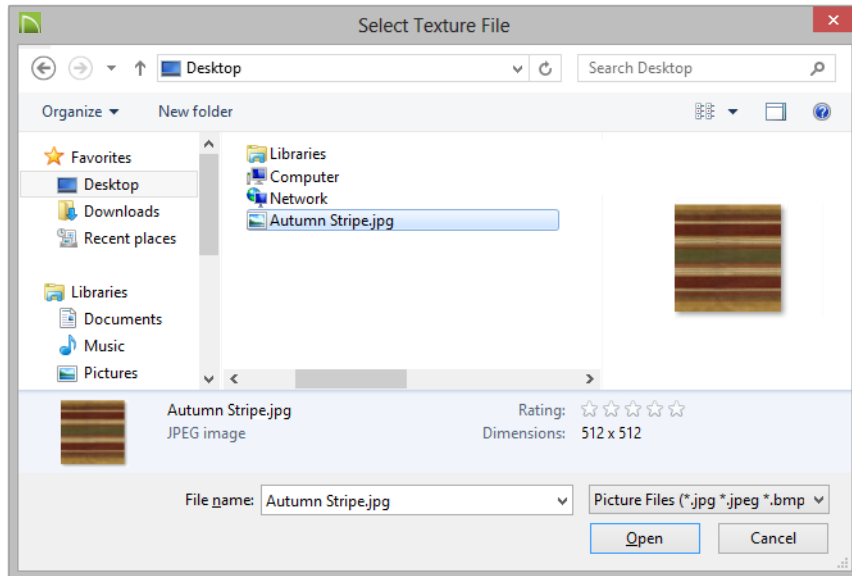 Select Texture File
Desktop
Search Desktop
Organize
New folder
Favorites
Desktop
Downloads
Recent places
Libraries
Documents
Music
Pictures
Libraries
Computer
Network
Autumn Stripe.jpg
Autumn Stripe.jpg
JPEG image
Rating:
Dimensions: 512 x 512
File name: Autumn Stripe.jpg
Picture Files (*.jpg *.jpeg *.bmp
Open
Cancel